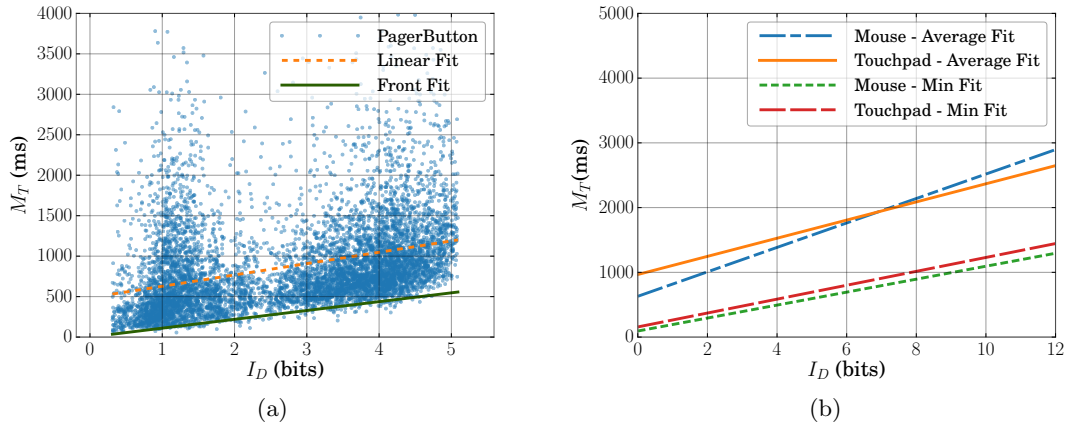 4000
3500
3000
2500
2000
1500
1000
500
0
M_T (ms)
PagerButton
Linear Fit
Front Fit
0 1 2 3 4 5
I_D (bits)
(a)
5000
4000
3000
2000
1000
0
M_T(ms)
Mouse - Average Fit
Touchpad - Average Fit
Mouse - Min Fit
Touchpad - Min Fit
0 2 4 6 8 10 12
I_D (bits)
(b)